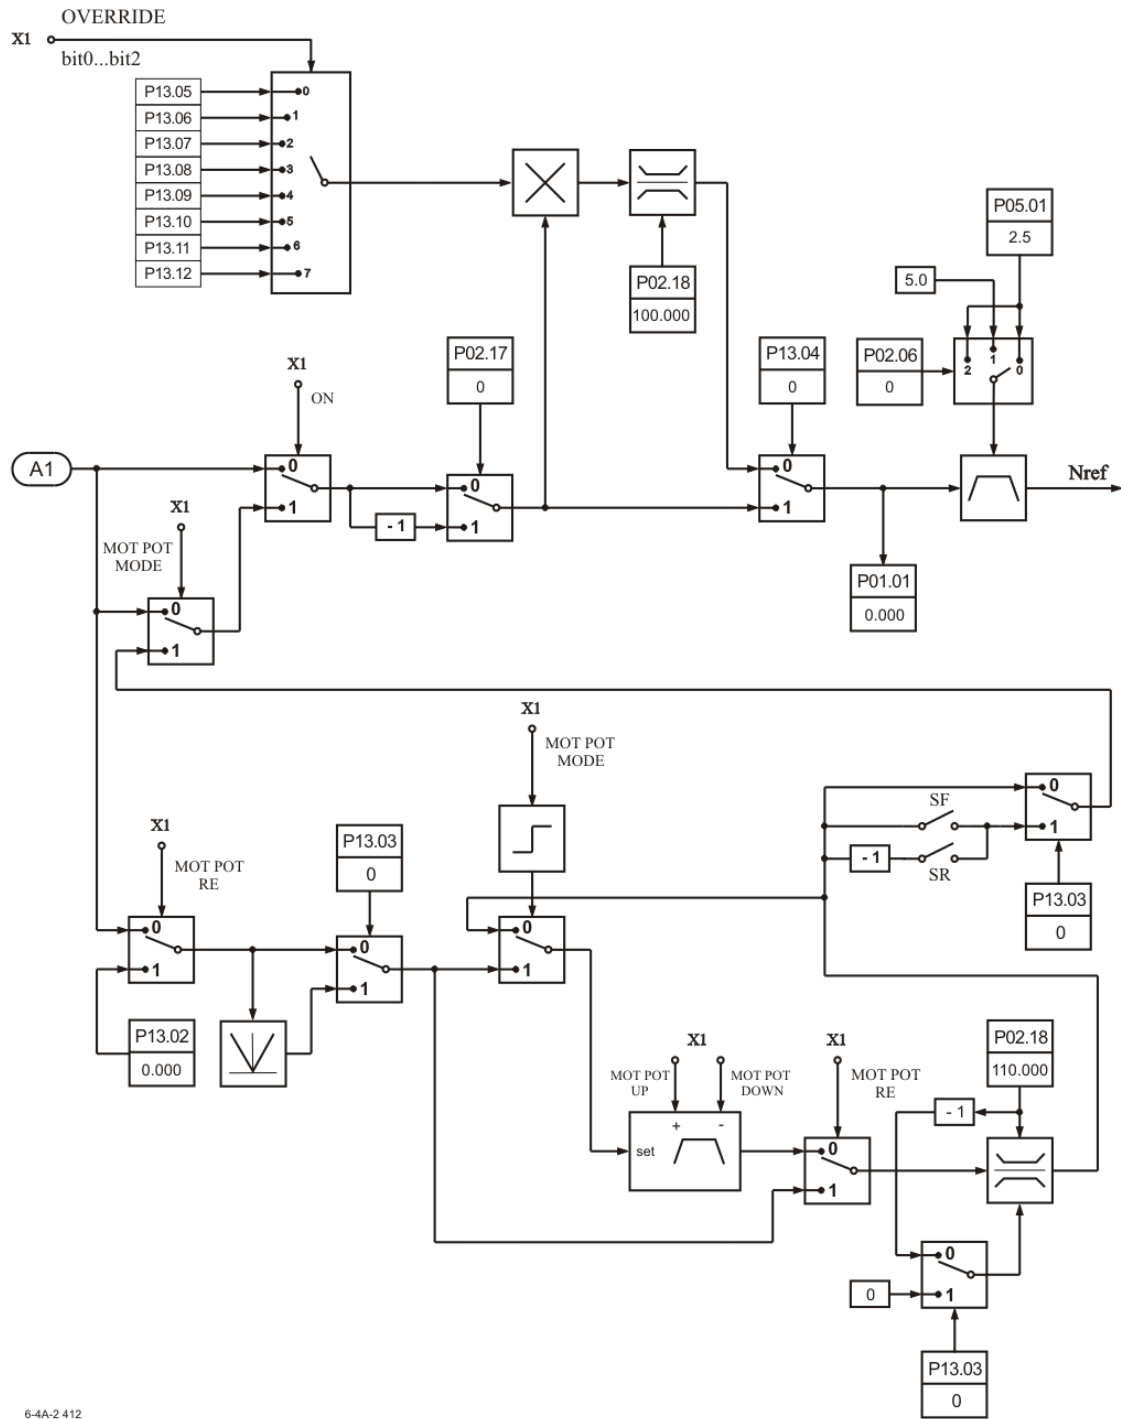 OVERRIDE
X1
bit0...bit2
P13.05
P13.06
P13.07
P13.08
P13.09
P13.10
P13.11
P13.12
0
1
2
3
4
5
6
7
P02.18
100.000
P05.01
2.5
5.0
P02.06
0
2
1
0
X1
ON
P02.17
0
P13.04
0
A1
0
1
- 1
0
1
0
1
Nref
P01.01
0.000
X1
MOT POT
MODE
0
1
X1
MOT POT
MODE
X1
MOT POT
RE
P13.03
0
SF
- 1
SR
0
1
P13.03
0
0
1
0
1
0
1
P13.02
0.000
X1
MOT POT
UP
MOT POT
DOWN
+
-
set
X1
MOT POT
RE
0
1
P02.18
110.000
- 1
0
0
1
P13.03
0
6-4A-2 412